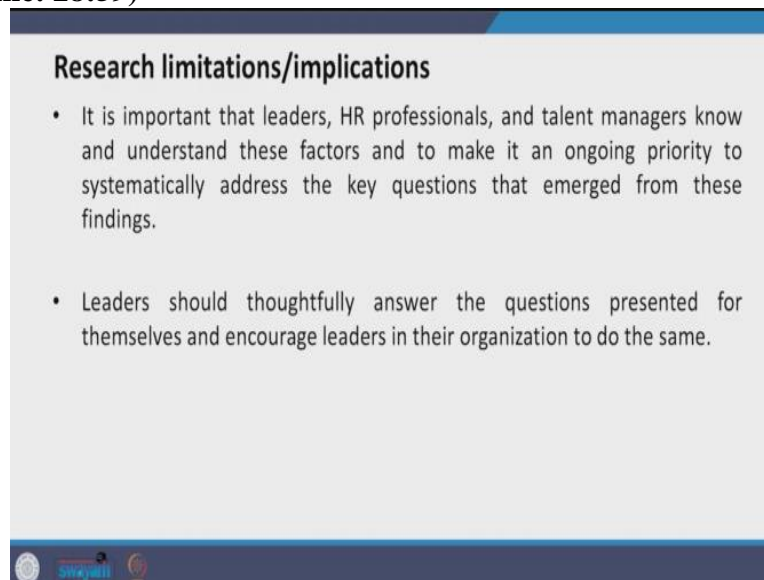 Research limitations/implications
• It is important that leaders, HR professionals, and talent managers know
and understand these factors and to make it an ongoing priority to
systematically address the key questions that emerged from these
findings.
• Leaders should thoughtfully answer the questions presented for
themselves and encourage leaders in their organization to do the same.
swayam